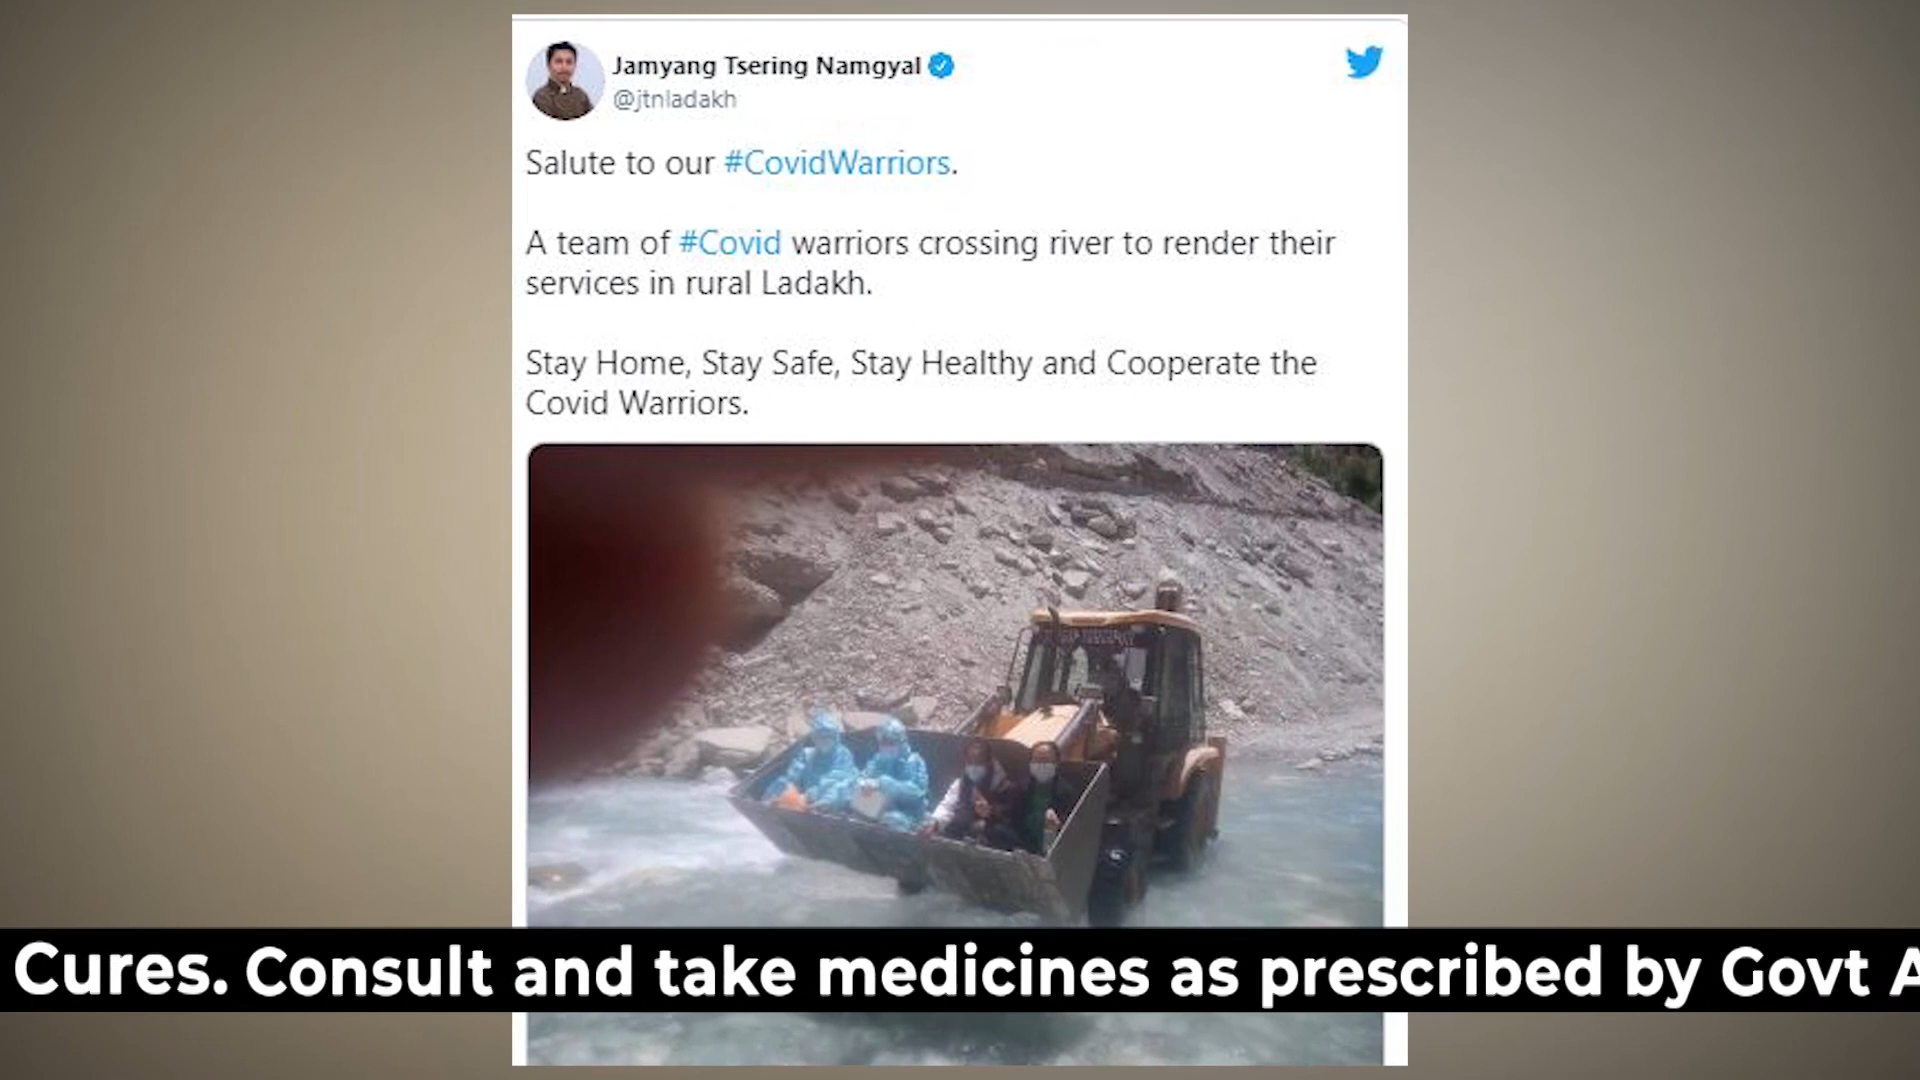 Jamyang Tsering Namgyal
@jtnladakh
Salute to our #CovidWarriors.
A team of #Covid warriors crossing river to render their
services in rural Ladakh.
Stay Home, Stay Safe, Stay Healthy and Cooperate the
Covid Warriors.
Cures. Consult and take medicines as prescribed by Govt A